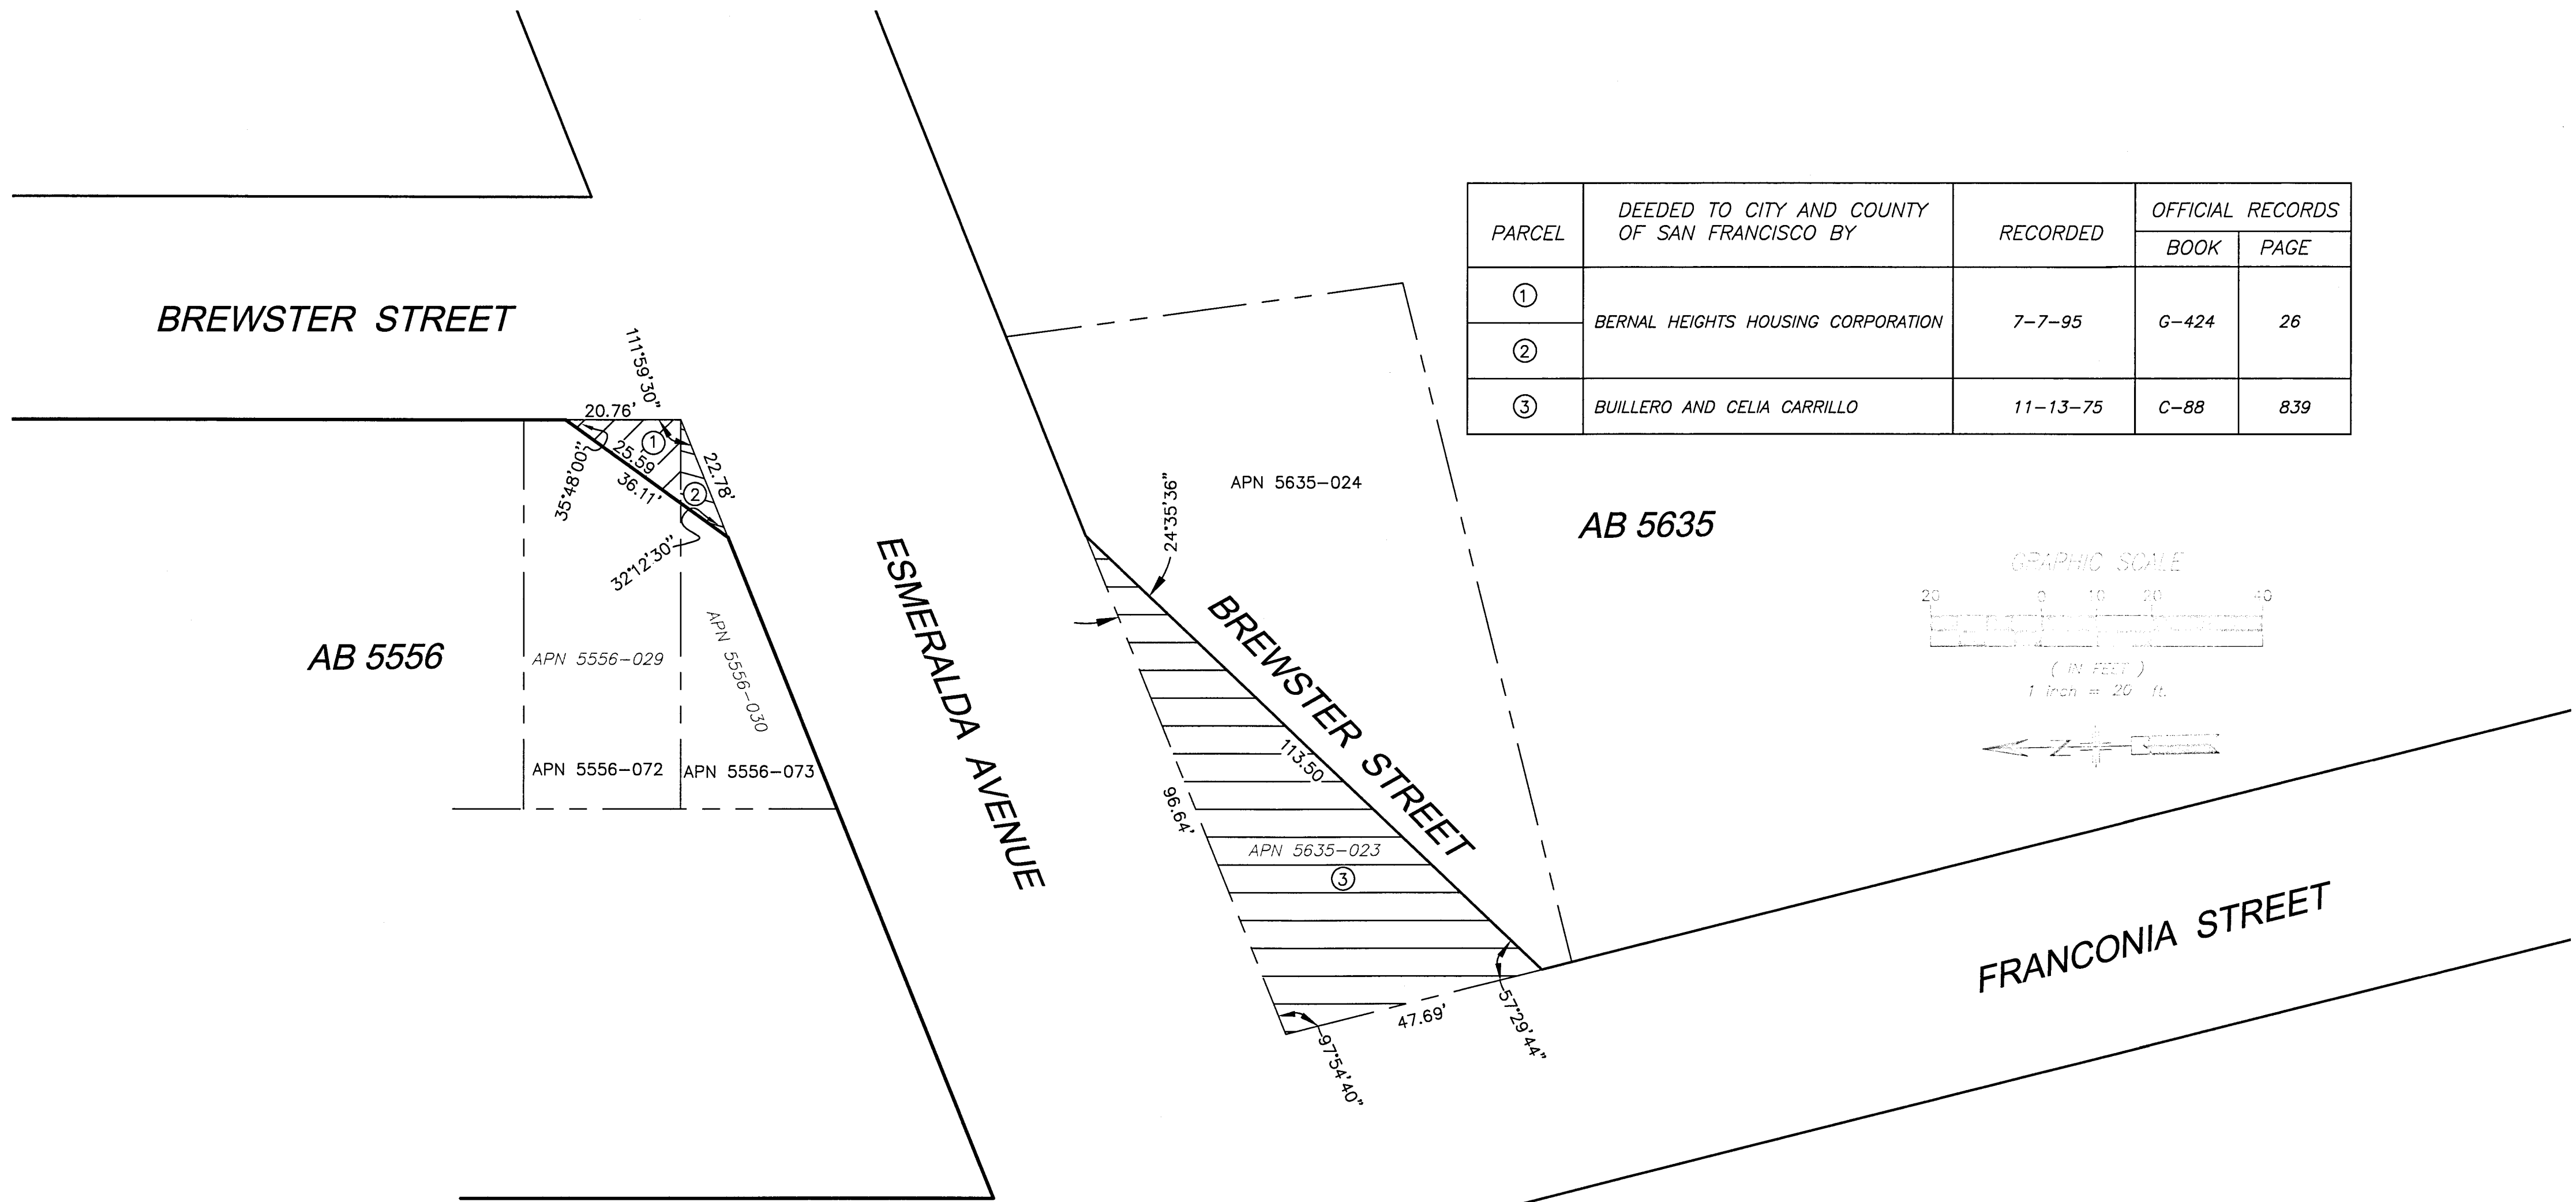 PARCEL
DEEDED TO CITY AND COUNTY
OF SAN FRANCISCO BY
RECORDED
OFFICIAL RECORDS
BOOK
PAGE
1
2
BERNAL HEIGHTS HOUSING CORPORATION
7-7-95
G-424
26
3
BUILLERO AND CELIA CARRILLO
11-13-75
C-88
839
BREWSTER STREET
111°59'30"
20.76'
1
25.59
22.78'
36.11'
2
35°48'00"
32°12'30"
AB 5556
APN 5556-029
APN 5556-030
APN 5556-072
APN 5556-073
ESMERALDA AVENUE
APN 5635-024
24°35'36"
AB 5635
BREWSTER STREET
113.50
96.64'
APN 5635-023
3
47.69'
57°29'44"
97°54'40"
FRANCONIA STREET
GRAPHIC SCALE
20 0 10 20 40
( IN FEET )
1 inch = 20 ft.
N